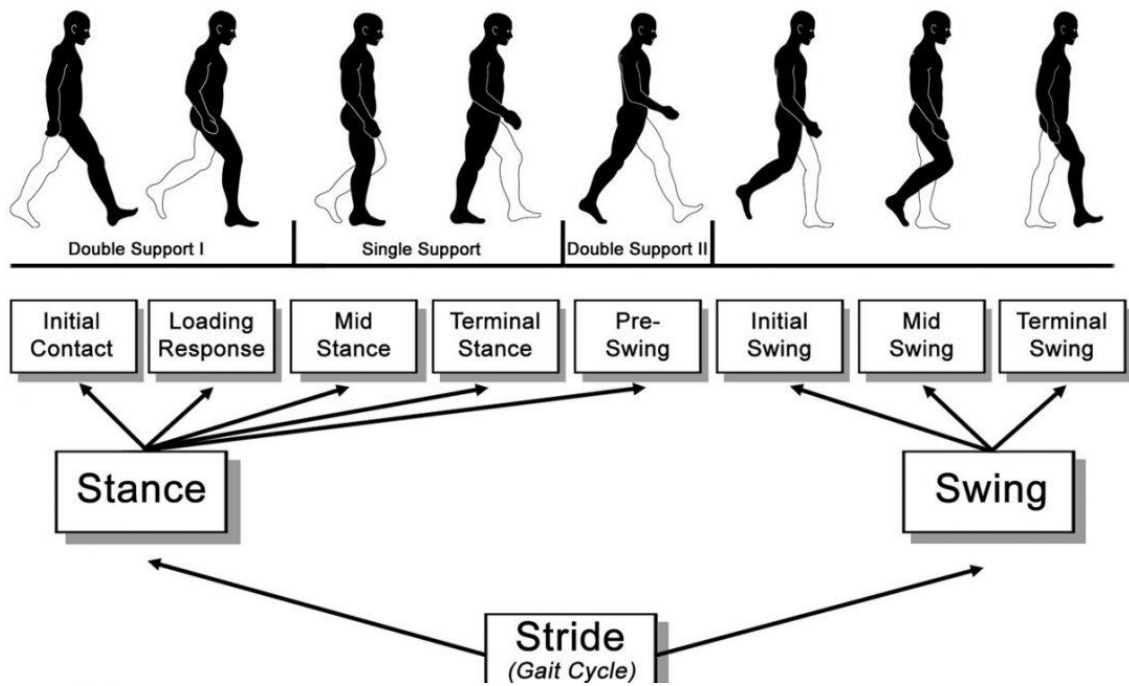 Double Support I
Single Support
Double Support II
Initial
Contact
Loading
Response
Mid
Stance
Terminal
Stance
Pre-
Swing
Initial
Swing
Mid
Swing
Terminal
Swing
Stance
Swing
Stride
(Gait Cycle)